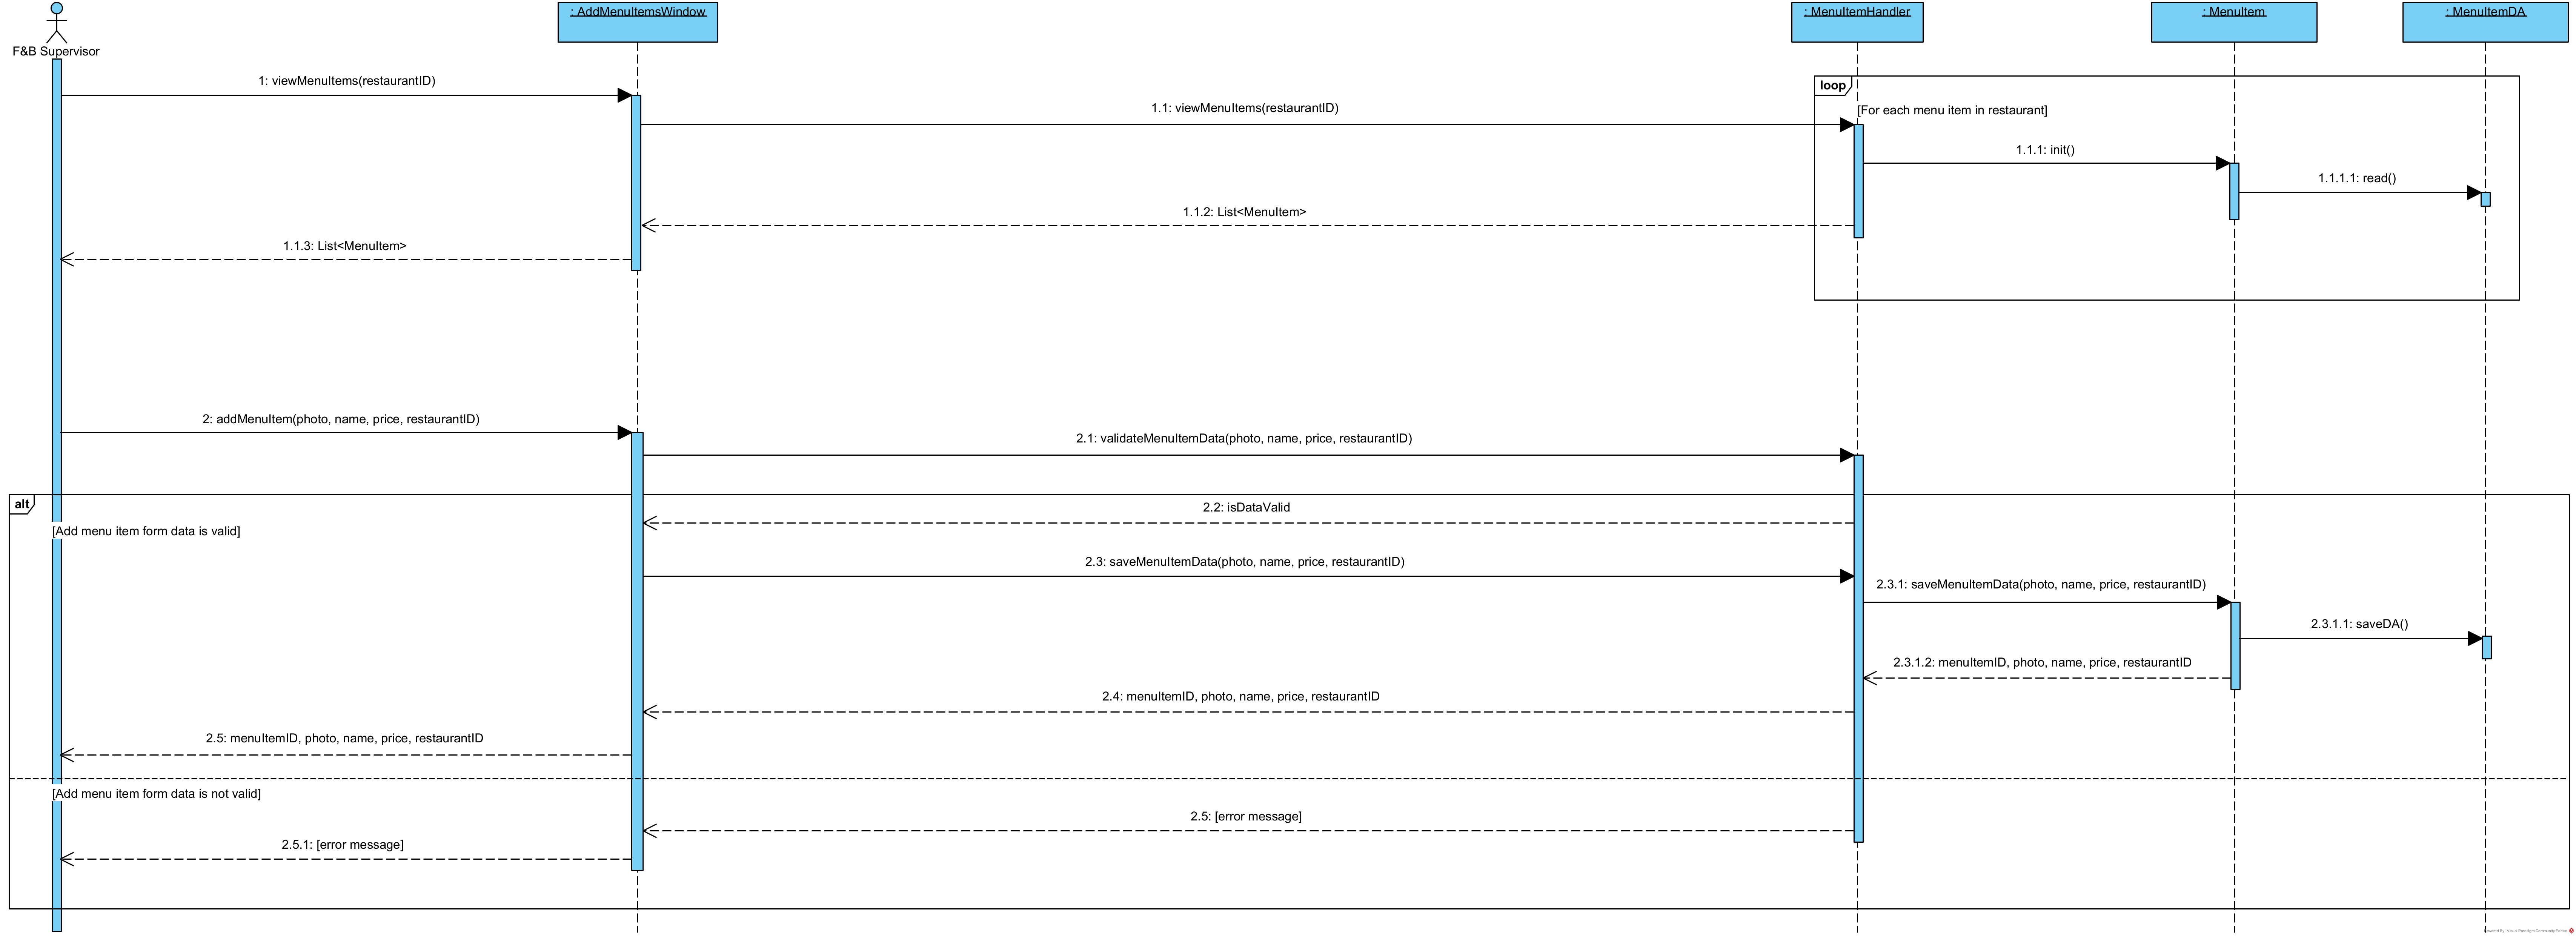 F&B Supervisor
: AddMenuItemsWindow
: MenuItemHandler
: MenuItem
: MenuItemDA
1: viewMenuItems(restaurantID)
loop
1.1: viewMenuItems(restaurantID)
[For each menu item in restaurant]
1.1.1: init()
1.1.1.1: read()
1.1.2: List<MenuItem>
1.1.3: List<MenuItem>
2: addMenuItem(photo, name, price, restaurantID)
2.1: validateMenuItemData(photo, name, price, restaurantID)
alt
2.2: isDataValid
[Add menu item form data is valid]
2.3: saveMenuItemData(photo, name, price, restaurantID)
2.3.1: saveMenuItemData(photo, name, price, restaurantID)
2.3.1.1: saveDA()
2.3.1.2: menuItemID, photo, name, price, restaurantID
2.4: menuItemID, photo, name, price, restaurantID
2.5: menuItemID, photo, name, price, restaurantID
[Add menu item form data is not valid]
2.5: [error message]
2.5.1: [error message]
Powered By Visual Paradigm Community Edition